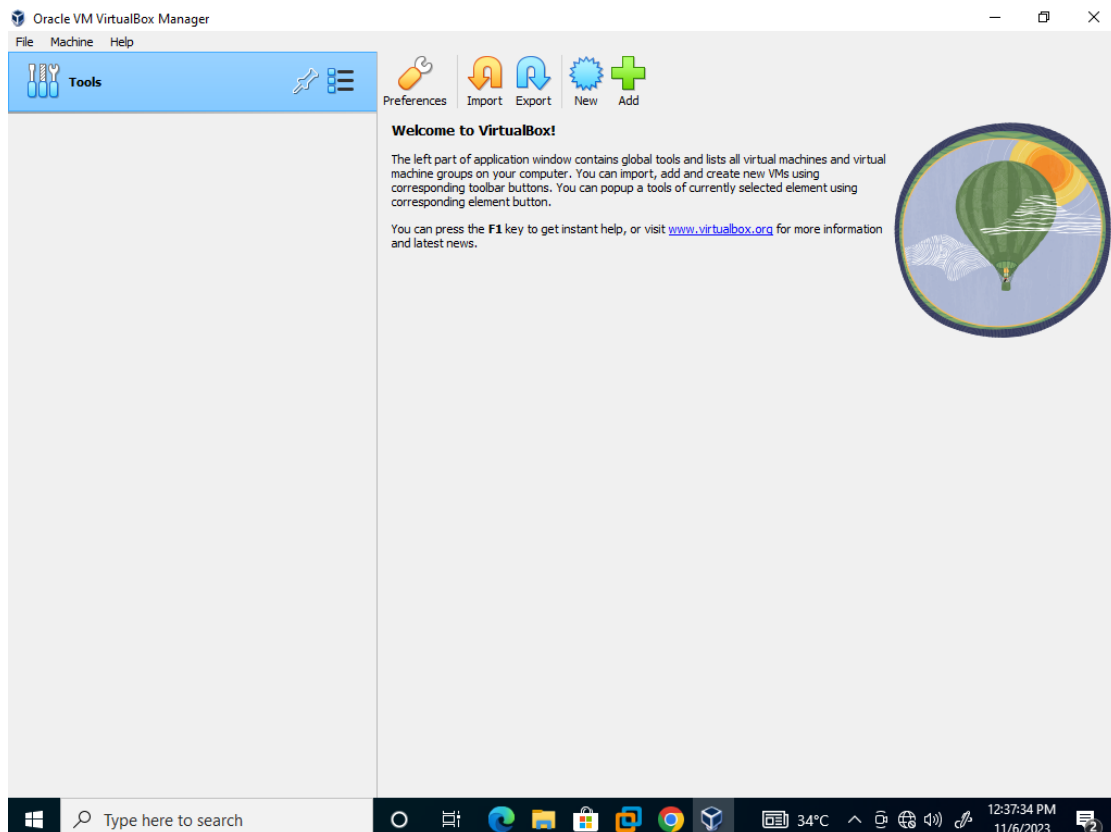 Oracle VM VirtualBox Manager
File Machine Help
Tools
Preferences Import Export New Add
Welcome to VirtualBox!
The left part of application window contains global tools and lists all virtual machines and virtual
machine groups on your computer. You can import, add and create new VMs using
corresponding toolbar buttons. You can popup a tools of currently selected element using
corresponding element button.
You can press the F1 key to get instant help, or visit www.virtualbox.org for more information
and latest news.
Type here to search
34°C
12:37:34 PM
11/6/2023
2